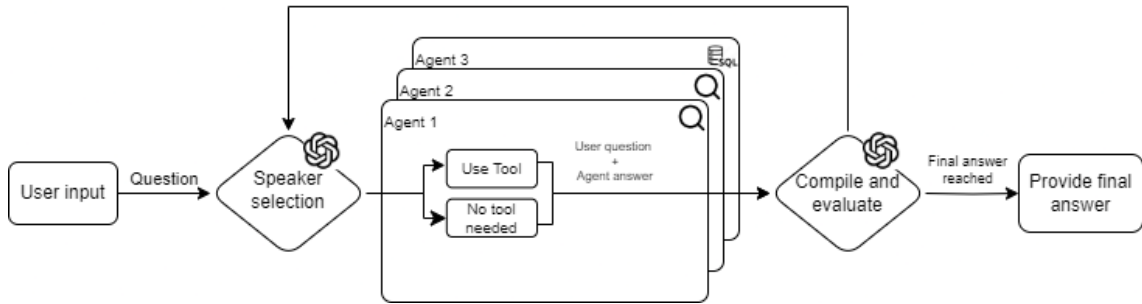 Agent 3
SQL
Agent 2
Agent 1
User input
Question
Speaker
selection
Use Tool
No tool
needed
User question
+
Agent answer
Compile and
evaluate
Final answer
reached
Provide final
answer